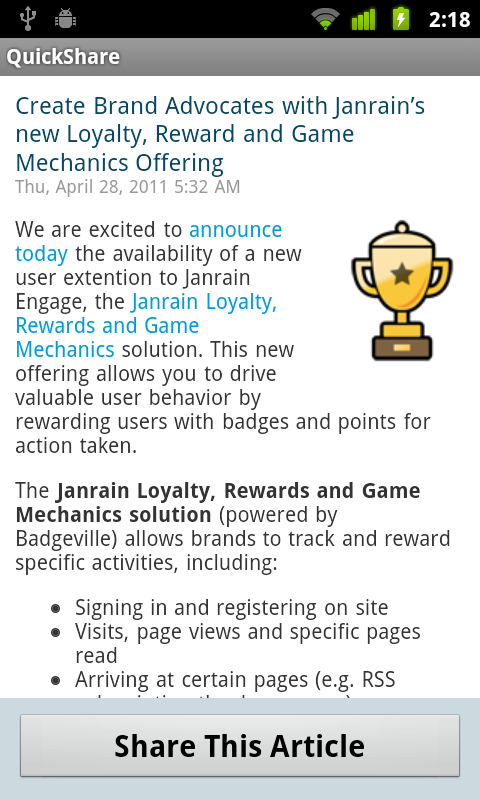 2:18
QuickShare
Create Brand Advocates with Janrain's
new Loyalty, Reward and Game
Mechanics Offering
Thu, April 28, 2011 5:32 AM
We are excited to announce
today the availability of a new
user extention to Janrain
Engage, the Janrain Loyalty,
Rewards and Game
Mechanics solution. This new
offering allows you to drive
valuable user behavior by
rewarding users with badges and points for
action taken.
The Janrain Loyalty, Rewards and Game
Mechanics solution (powered by
Badgeville) allows brands to track and reward
specific activities, including:
• Signing in and registering on site
• Visits, page views and specific pages
read
• Arriving at certain pages (e.g. RSS
Share This Article